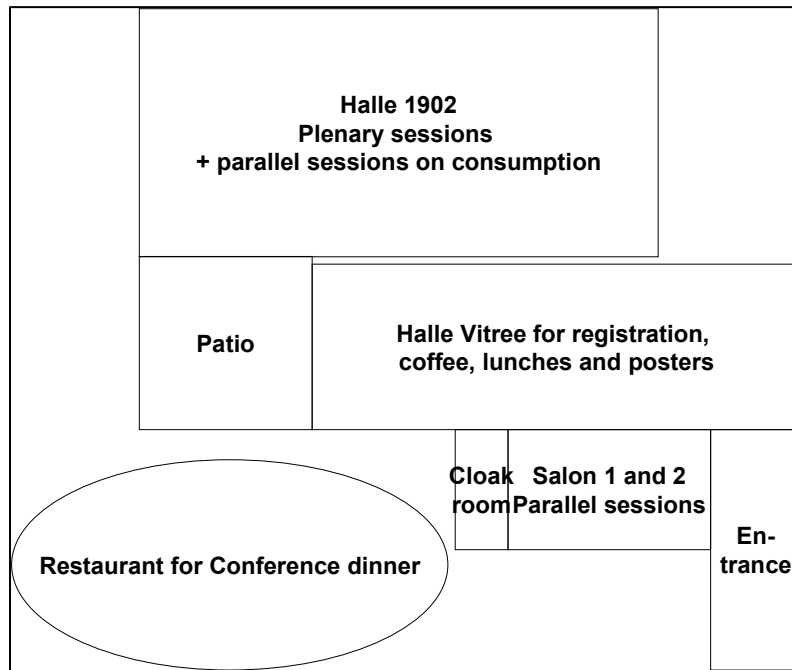 Halle 1902
Plenary sessions
+ parallel sessions on consumption
Patio
Halle Vitree for registration,
coffee, lunches and posters
Cloak
room
Salon 1 and 2
Parallel sessions
En-
trance
Restaurant for Conference dinner